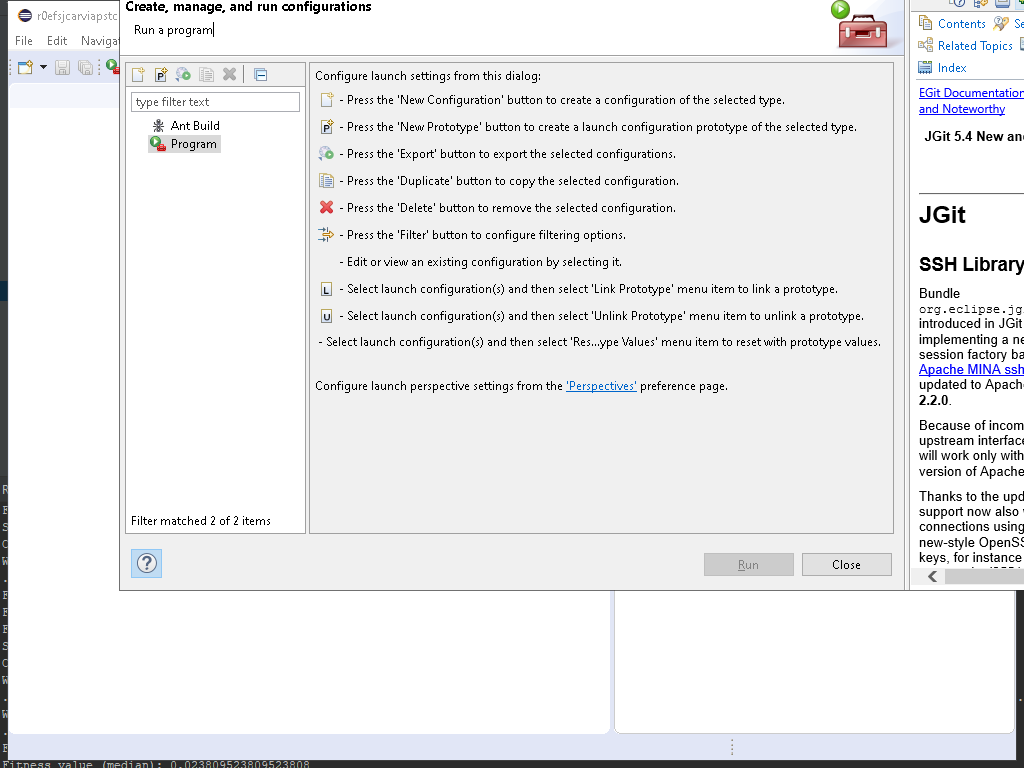 r0efsjcarviapstc
File Edit Naviga
Create, manage, and run configurations
Run a program
type filter text
Ant Build
Program
Filter matched 2 of 2 items
Configure launch settings from this dialog:
- Press the 'New Configuration' button to create a configuration of the selected type.
- Press the 'New Prototype' button to create a launch configuration prototype of the selected type.
- Press the 'Export' button to export the selected configurations.
- Press the 'Duplicate' button to copy the selected configuration.
- Press the 'Delete' button to remove the selected configuration.
- Press the 'Filter' button to configure filtering options.
- Edit or view an existing configuration by selecting it.
L - Select launch configuration(s) and then select 'Link Prototype' menu item to link a prototype.
U - Select launch configuration(s) and then select 'Unlink Prototype' menu item to unlink a prototype.
- Select launch configuration(s) and then select 'Res...ype Values' menu item to reset with prototype values.
Configure launch perspective settings from the 'Perspectives' preference page.
?
Run Close
Contents Se
Related Topics
Index
EGit Documentation
and Noteworthy
JGit 5.4 New and
JGit
SSH Library
Bundle
org.eclipse.jg
introduced in JGit
implementing a ne
session factory ba
Apache MINA ssh
updated to Apache
2.2.0.
Because of incom
upstream interface
will work only with
version of Apache
Thanks to the upd
support now also
connections using
new-style OpenSS
keys, for instance
Fitness value (median): 0.023809523809523808